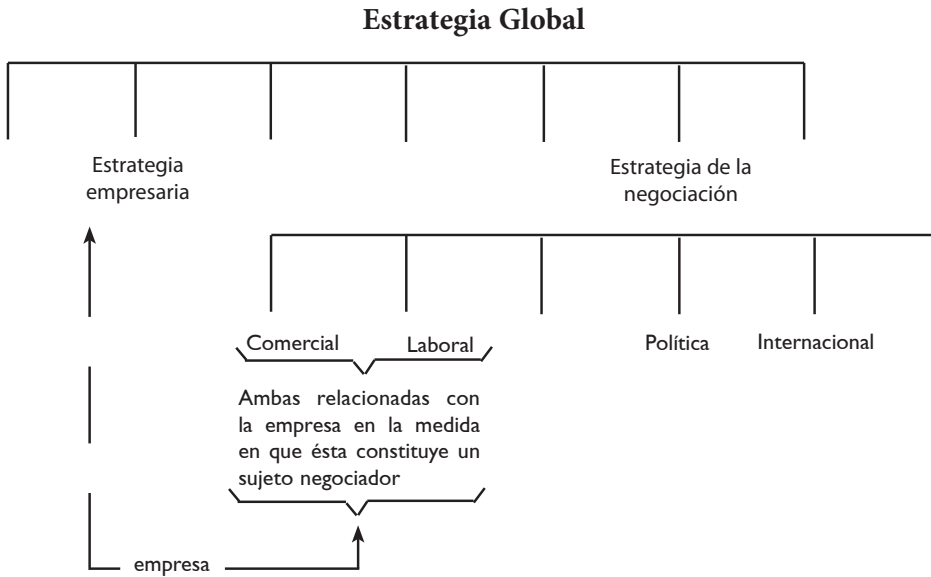 Estrategia Global
Estrategia
empresaria
Estrategia de la
negociación
Comercial
Laboral
Política
Internacional
Ambas relacionadas con
la empresa en la medida
en que ésta constituye un
sujeto negociador
empresa